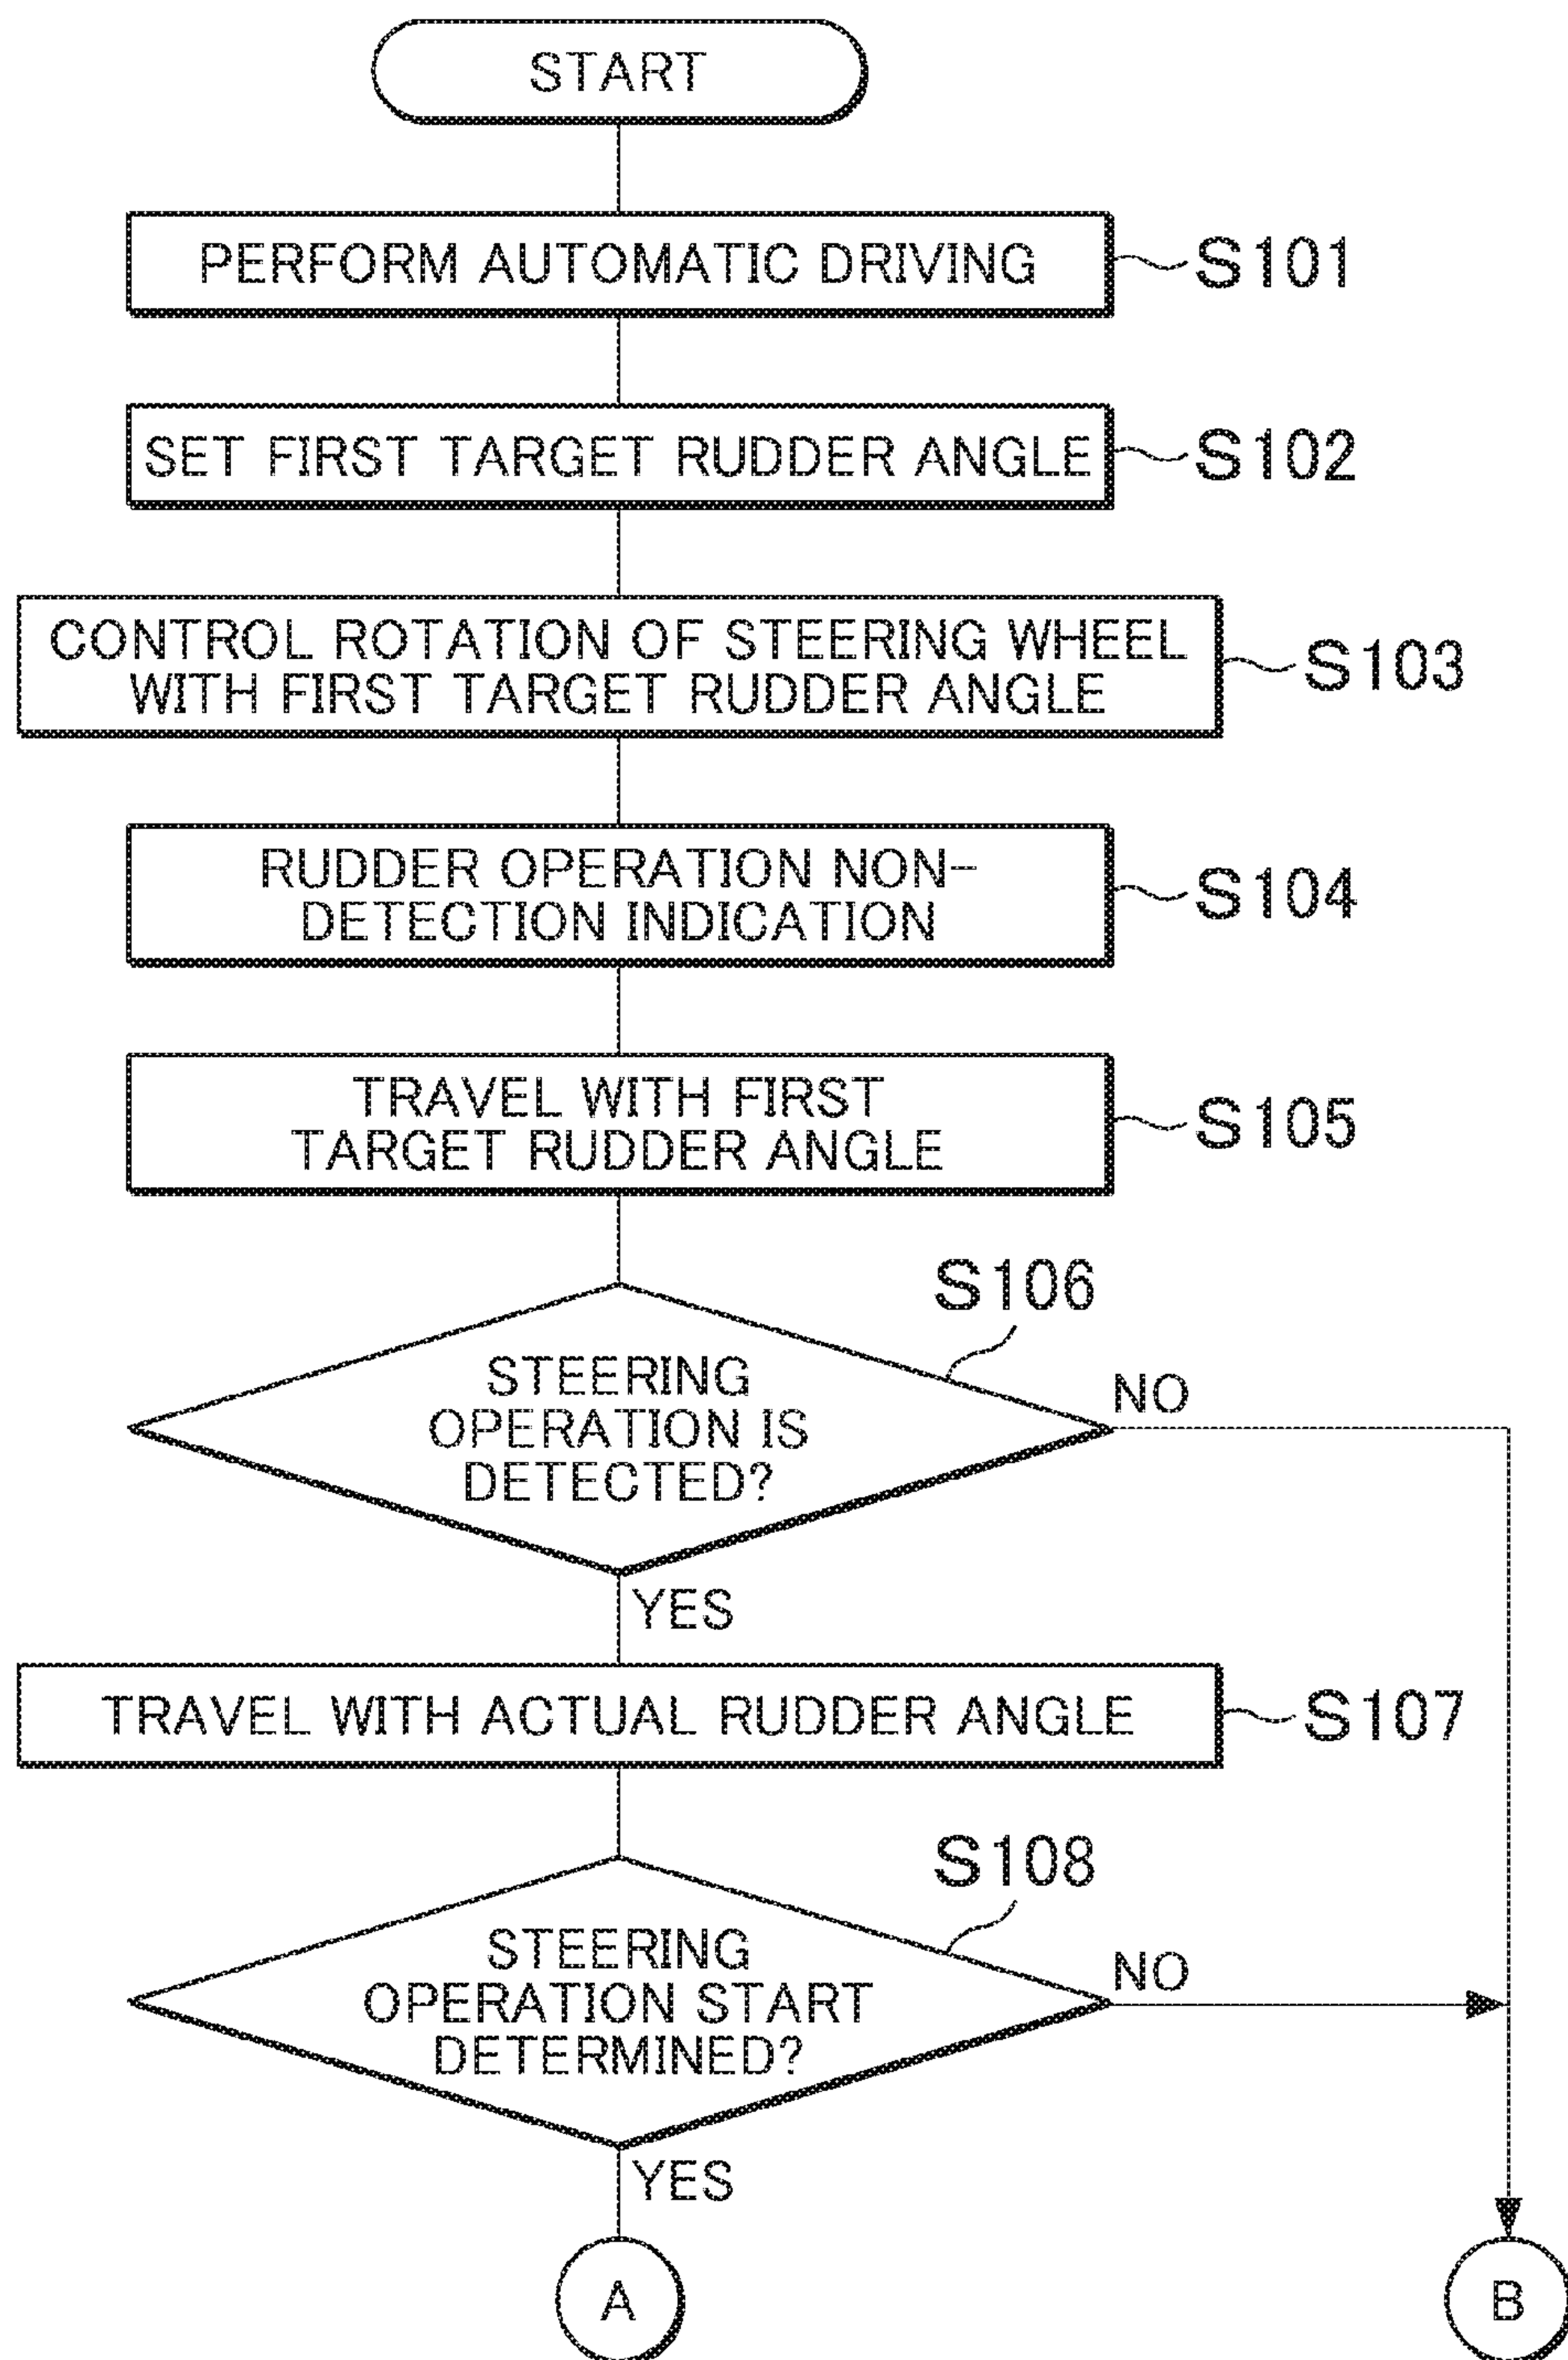 START
PERFORM AUTOMATIC DRIVING
S101
SET FIRST TARGET RUDDER ANGLE
S102
CONTROL ROTATION OF STEERING WHEEL
WITH FIRST TARGET RUDDER ANGLE
S103
RUDDER OPERATION NON-
DETECTION INDICATION
S104
TRAVEL WITH FIRST
TARGET RUDDER ANGLE
S105
S106
STEERING
OPERATION IS
DETECTED?
NO
YES
TRAVEL WITH ACTUAL RUDDER ANGLE
S107
S108
STEERING
OPERATION START
DETERMINED?
NO
YES
A
B